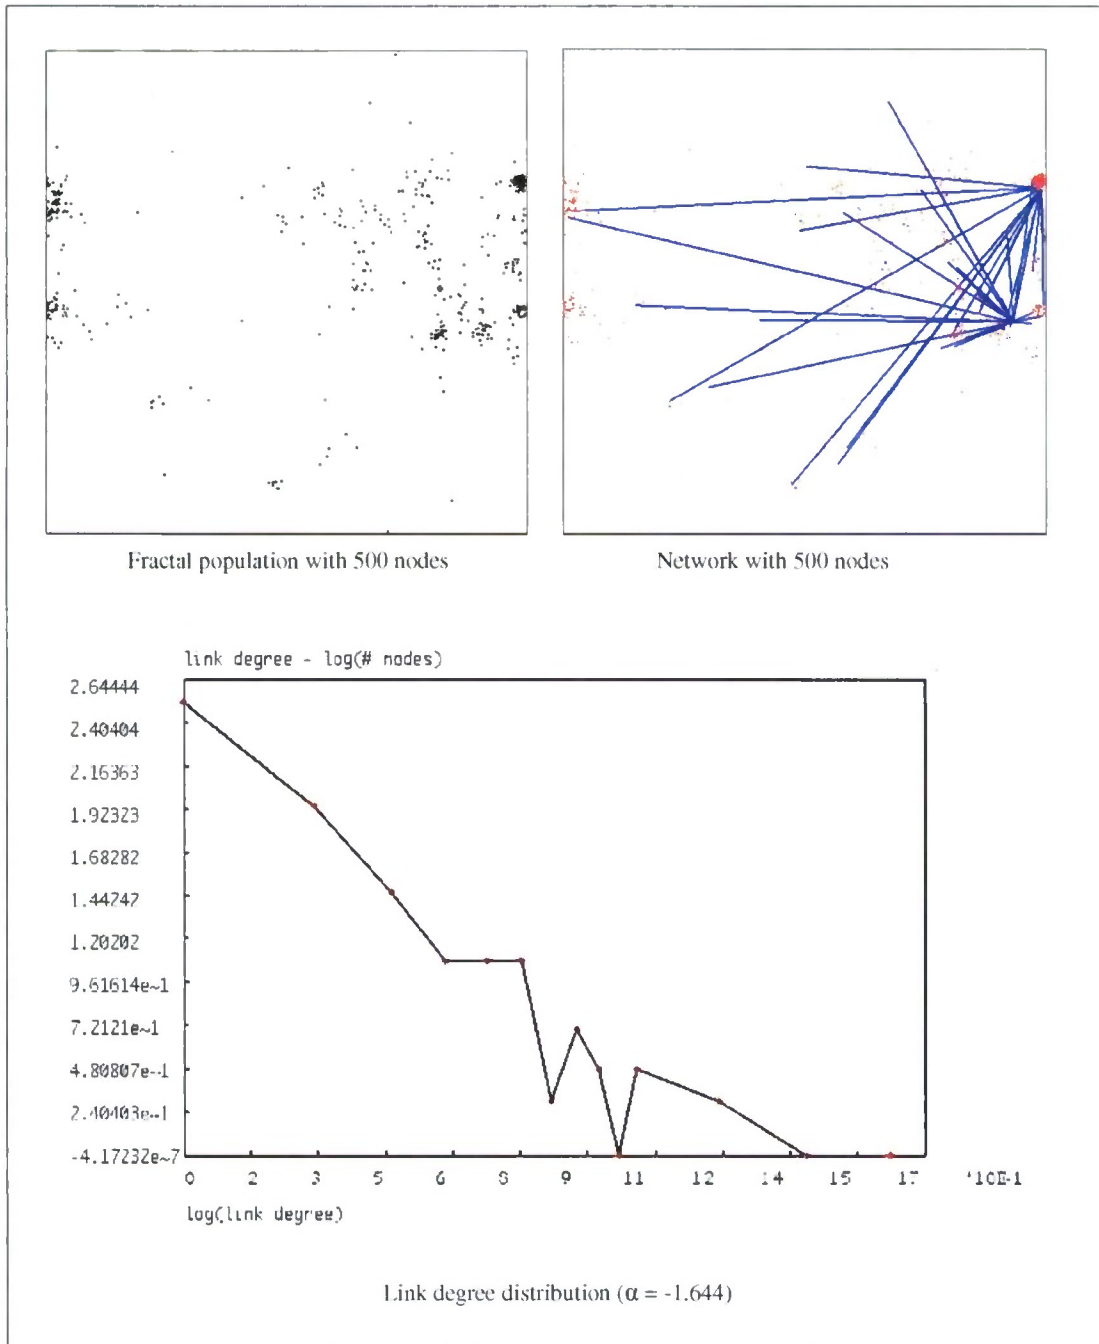 Fractal population with 500 nodes
Network with 500 nodes
link degree - log(# nodes)
2.64444
2.40404
2.16363
1.92323
1.68282
1.44242
1.20202
9.61614e~1
7.2121e~1
4.80807e~1
2.40403e~1
-4.17232e~7
0 2 3 5 6 8 9 11 12 14 15 17 *10E-1
log(link degree)
Link degree distribution (α = -1.644)